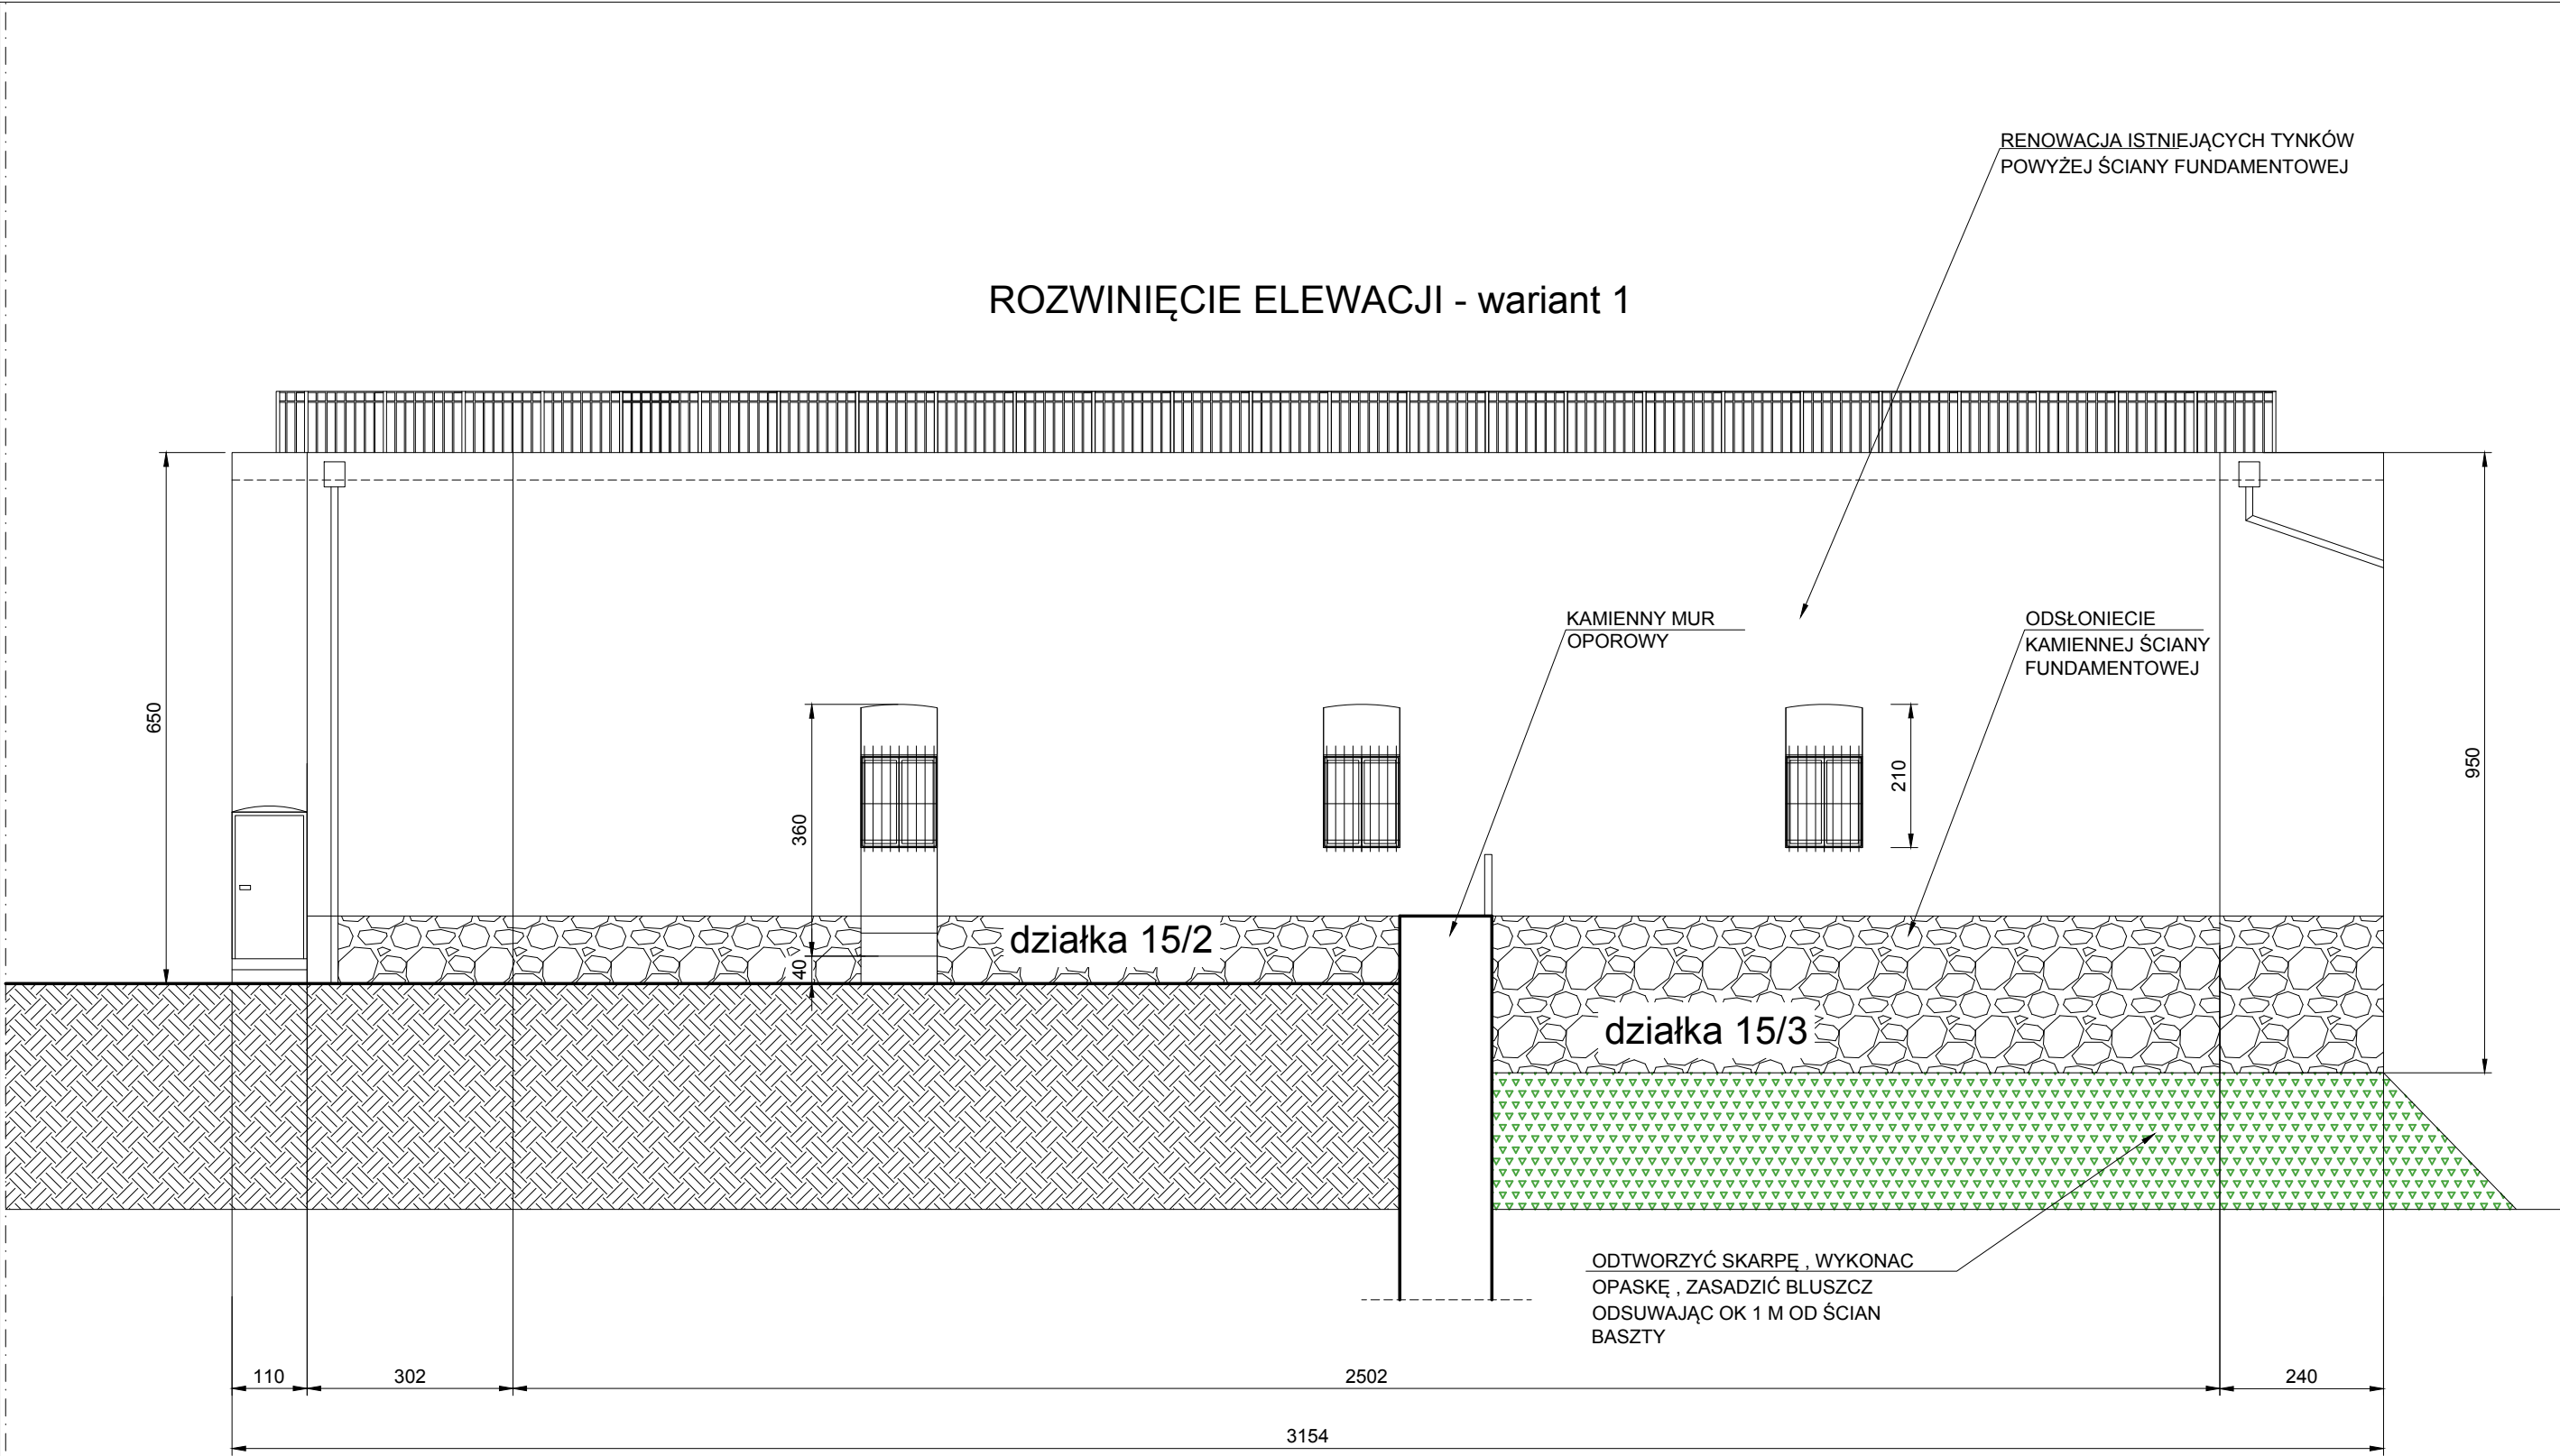 RENOWACJA ISTNIEJĄCYCH TYNKÓW
POWYŻEJ ŚCIANY FUNDAMENTOWEJ
ROZWINIĘCIE ELEWACJI - wariant 1
KAMIENNY MUR
OPOROWY
ODSŁONIECIE
KAMIENNEJ ŚCIANY
FUNDAMENTOWEJ
650
360
210
950
40
działka 15/2
działka 15/3
ODTWORZYĆ SKARPĘ , WYKONAC
OPASKĘ , ZASADZIĆ BLUSZCZ
ODSUWAJĄC OK 1 M OD ŚCIAN
BASZTY
110
302
2502
240
3154